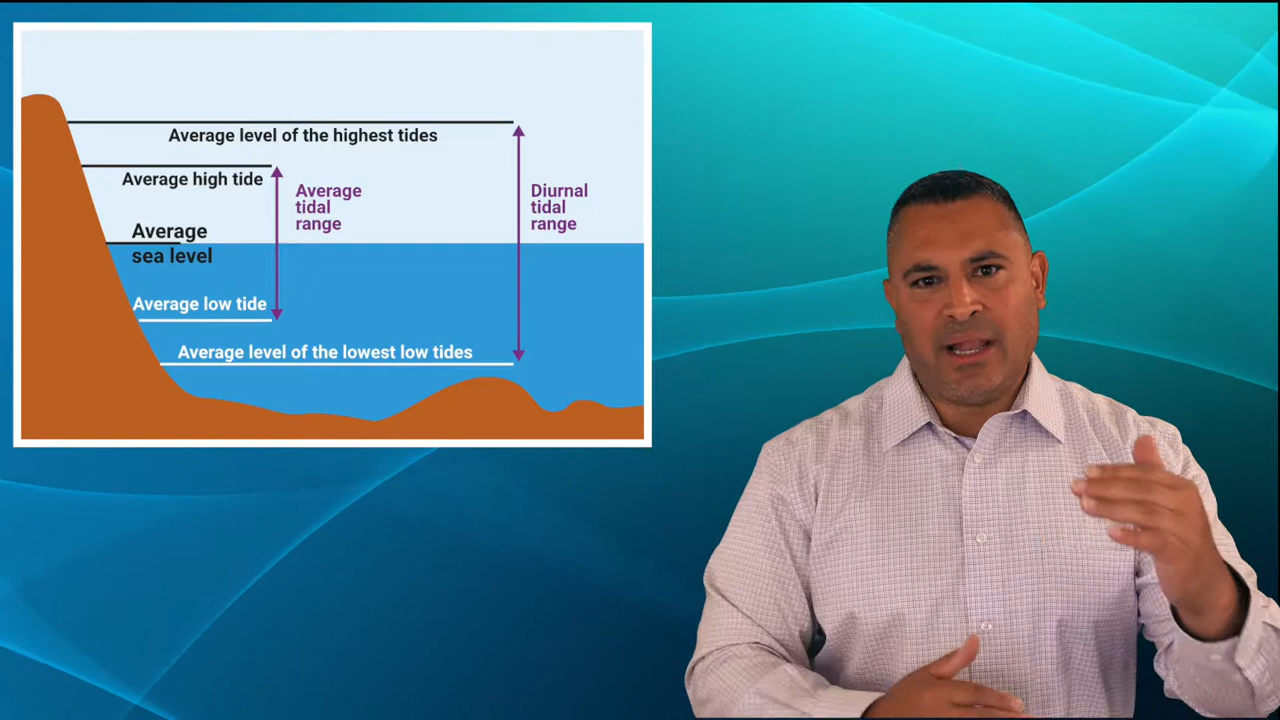 Average level of the highest tides
Average high tide
Average
tidal
range
Diurnal
tidal
range
Average
sea level
Average low tide
Average level of the lowest low tides